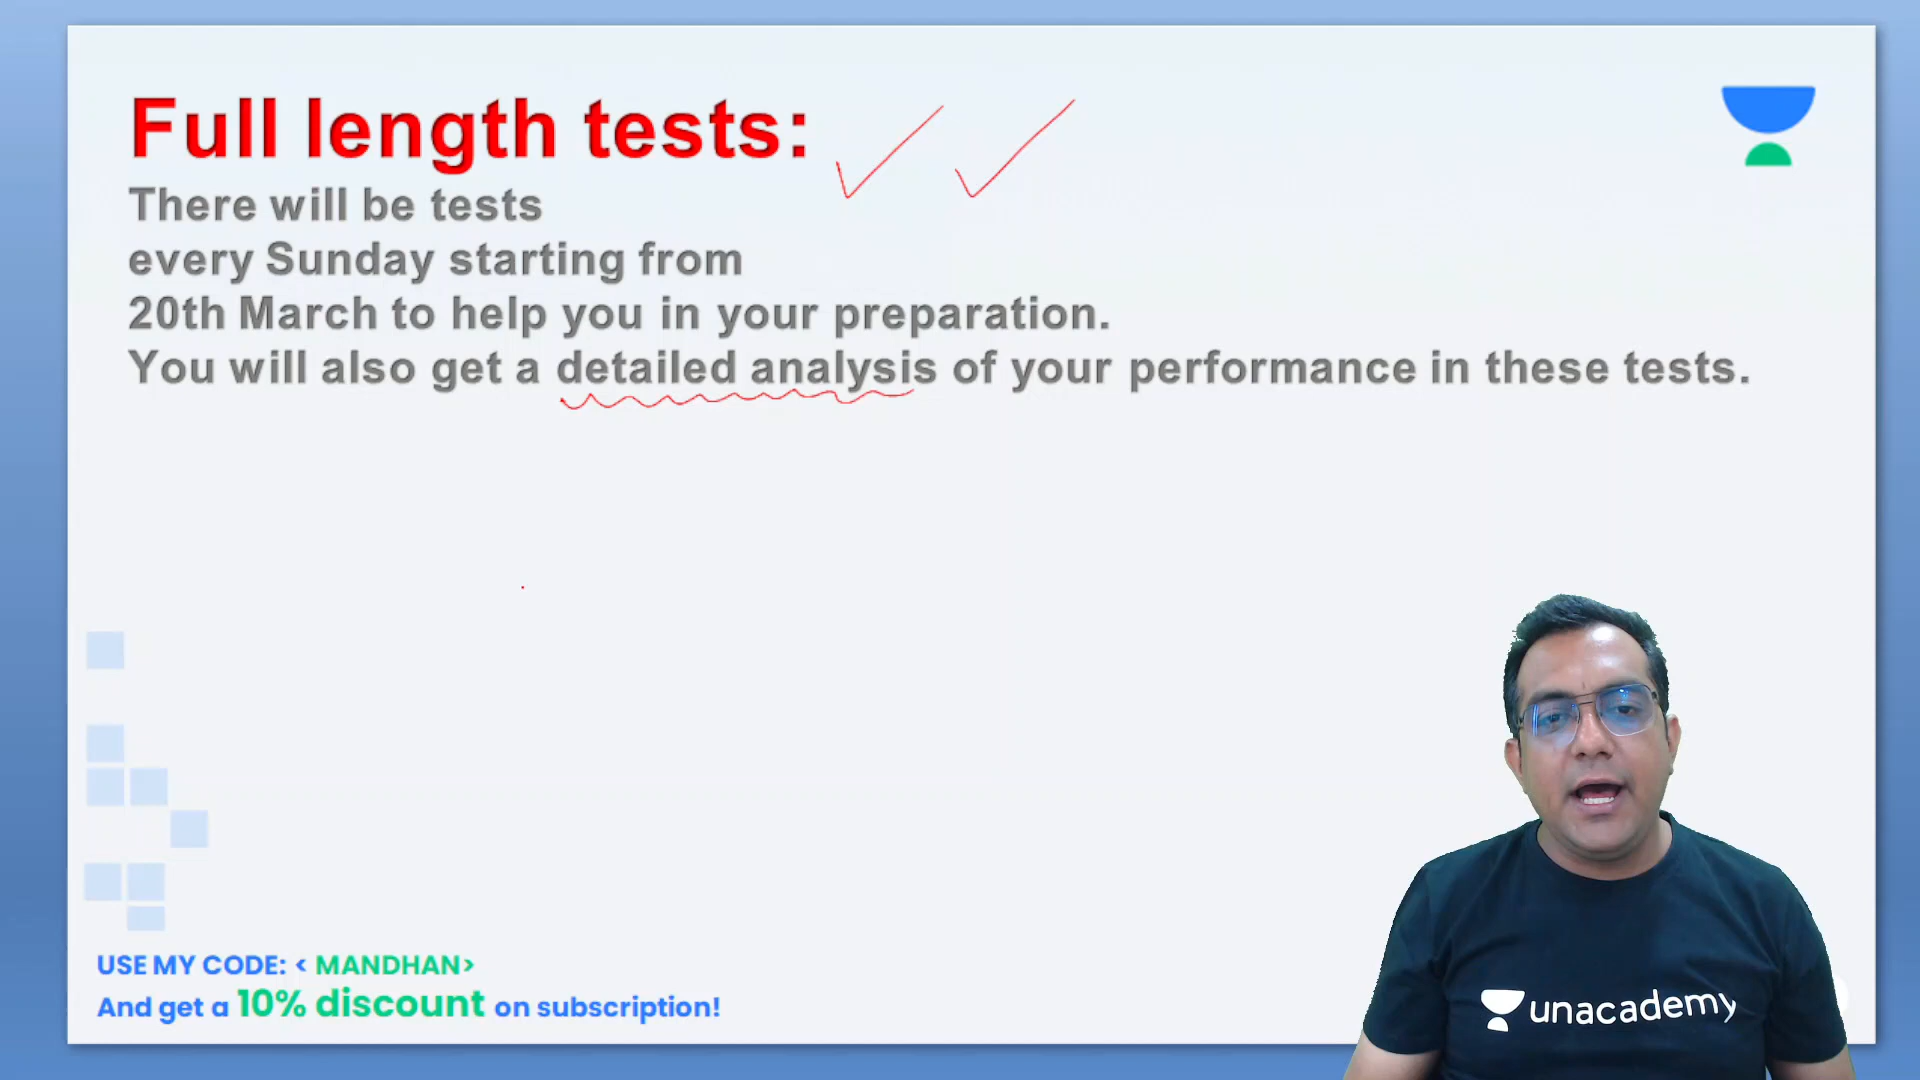 Full length tests:
There will be tests
every Sunday starting from
20th March to help you in your preparation.
You will also get a detailed analysis of your performance in these tests.
USE MY CODE: < MANDHAN>
And get a 10% discount on subscription!
unacademy